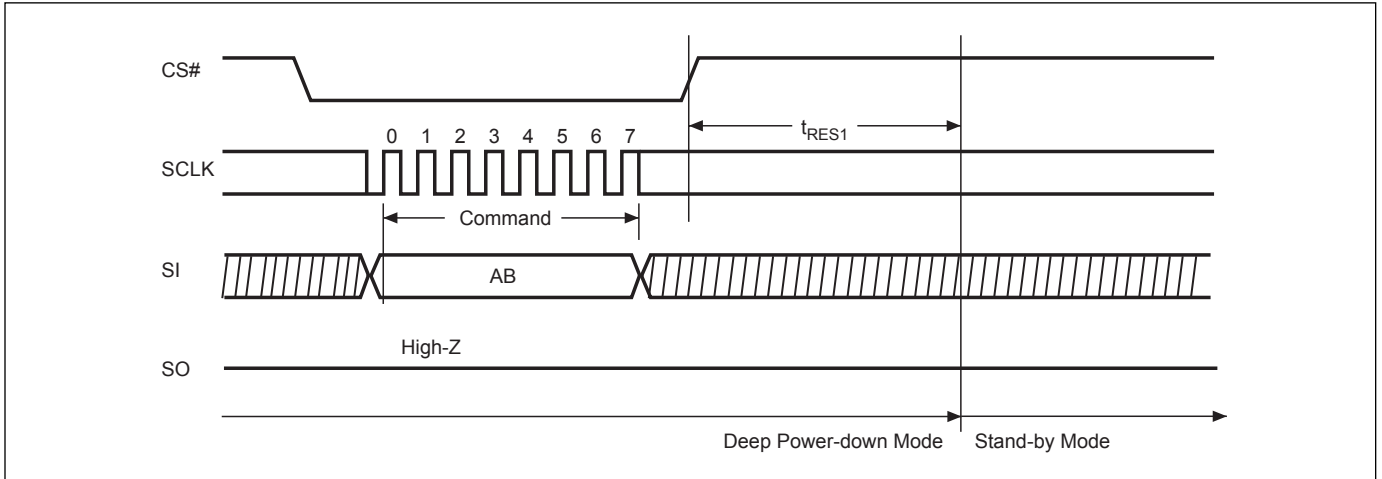 CS#
tRES1
0 1 2 3 4 5 6 7
SCLK
Command
SI
AB
High-Z
SO
Deep Power-down Mode Stand-by Mode